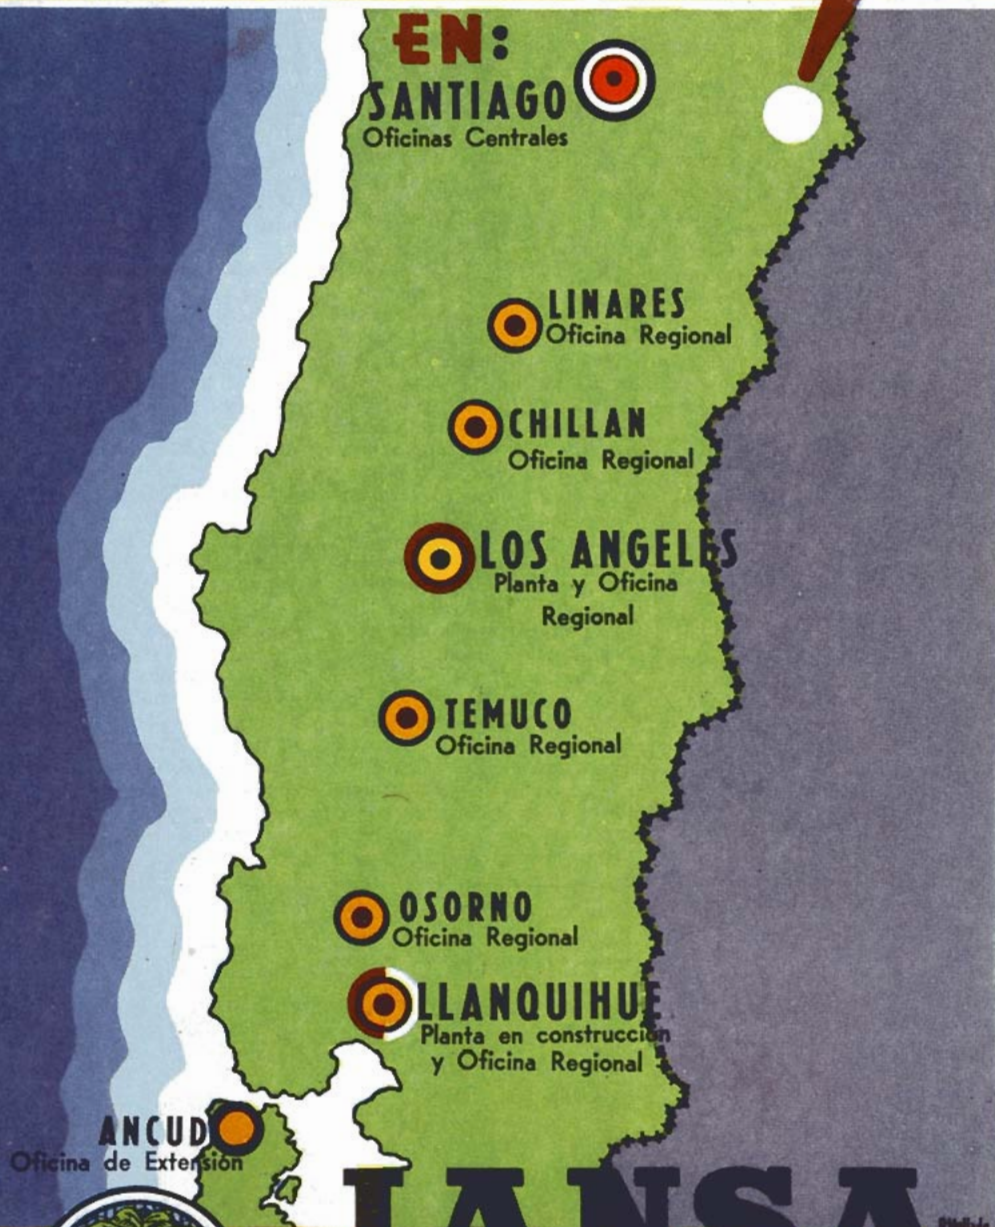 EN:
SANTIAGO
Oficinas Centrales
LINARES
Oficina Regional
CHILLAN
Oficina Regional
LOS ANGELES
Planta y Oficina
Regional
TEMUCO
Oficina Regional
OSORNO
Oficina Regional
LLANQUIHUE
Planta en construcción
y Oficina Regional
ANCUD
Oficina de Extensión
IANSA